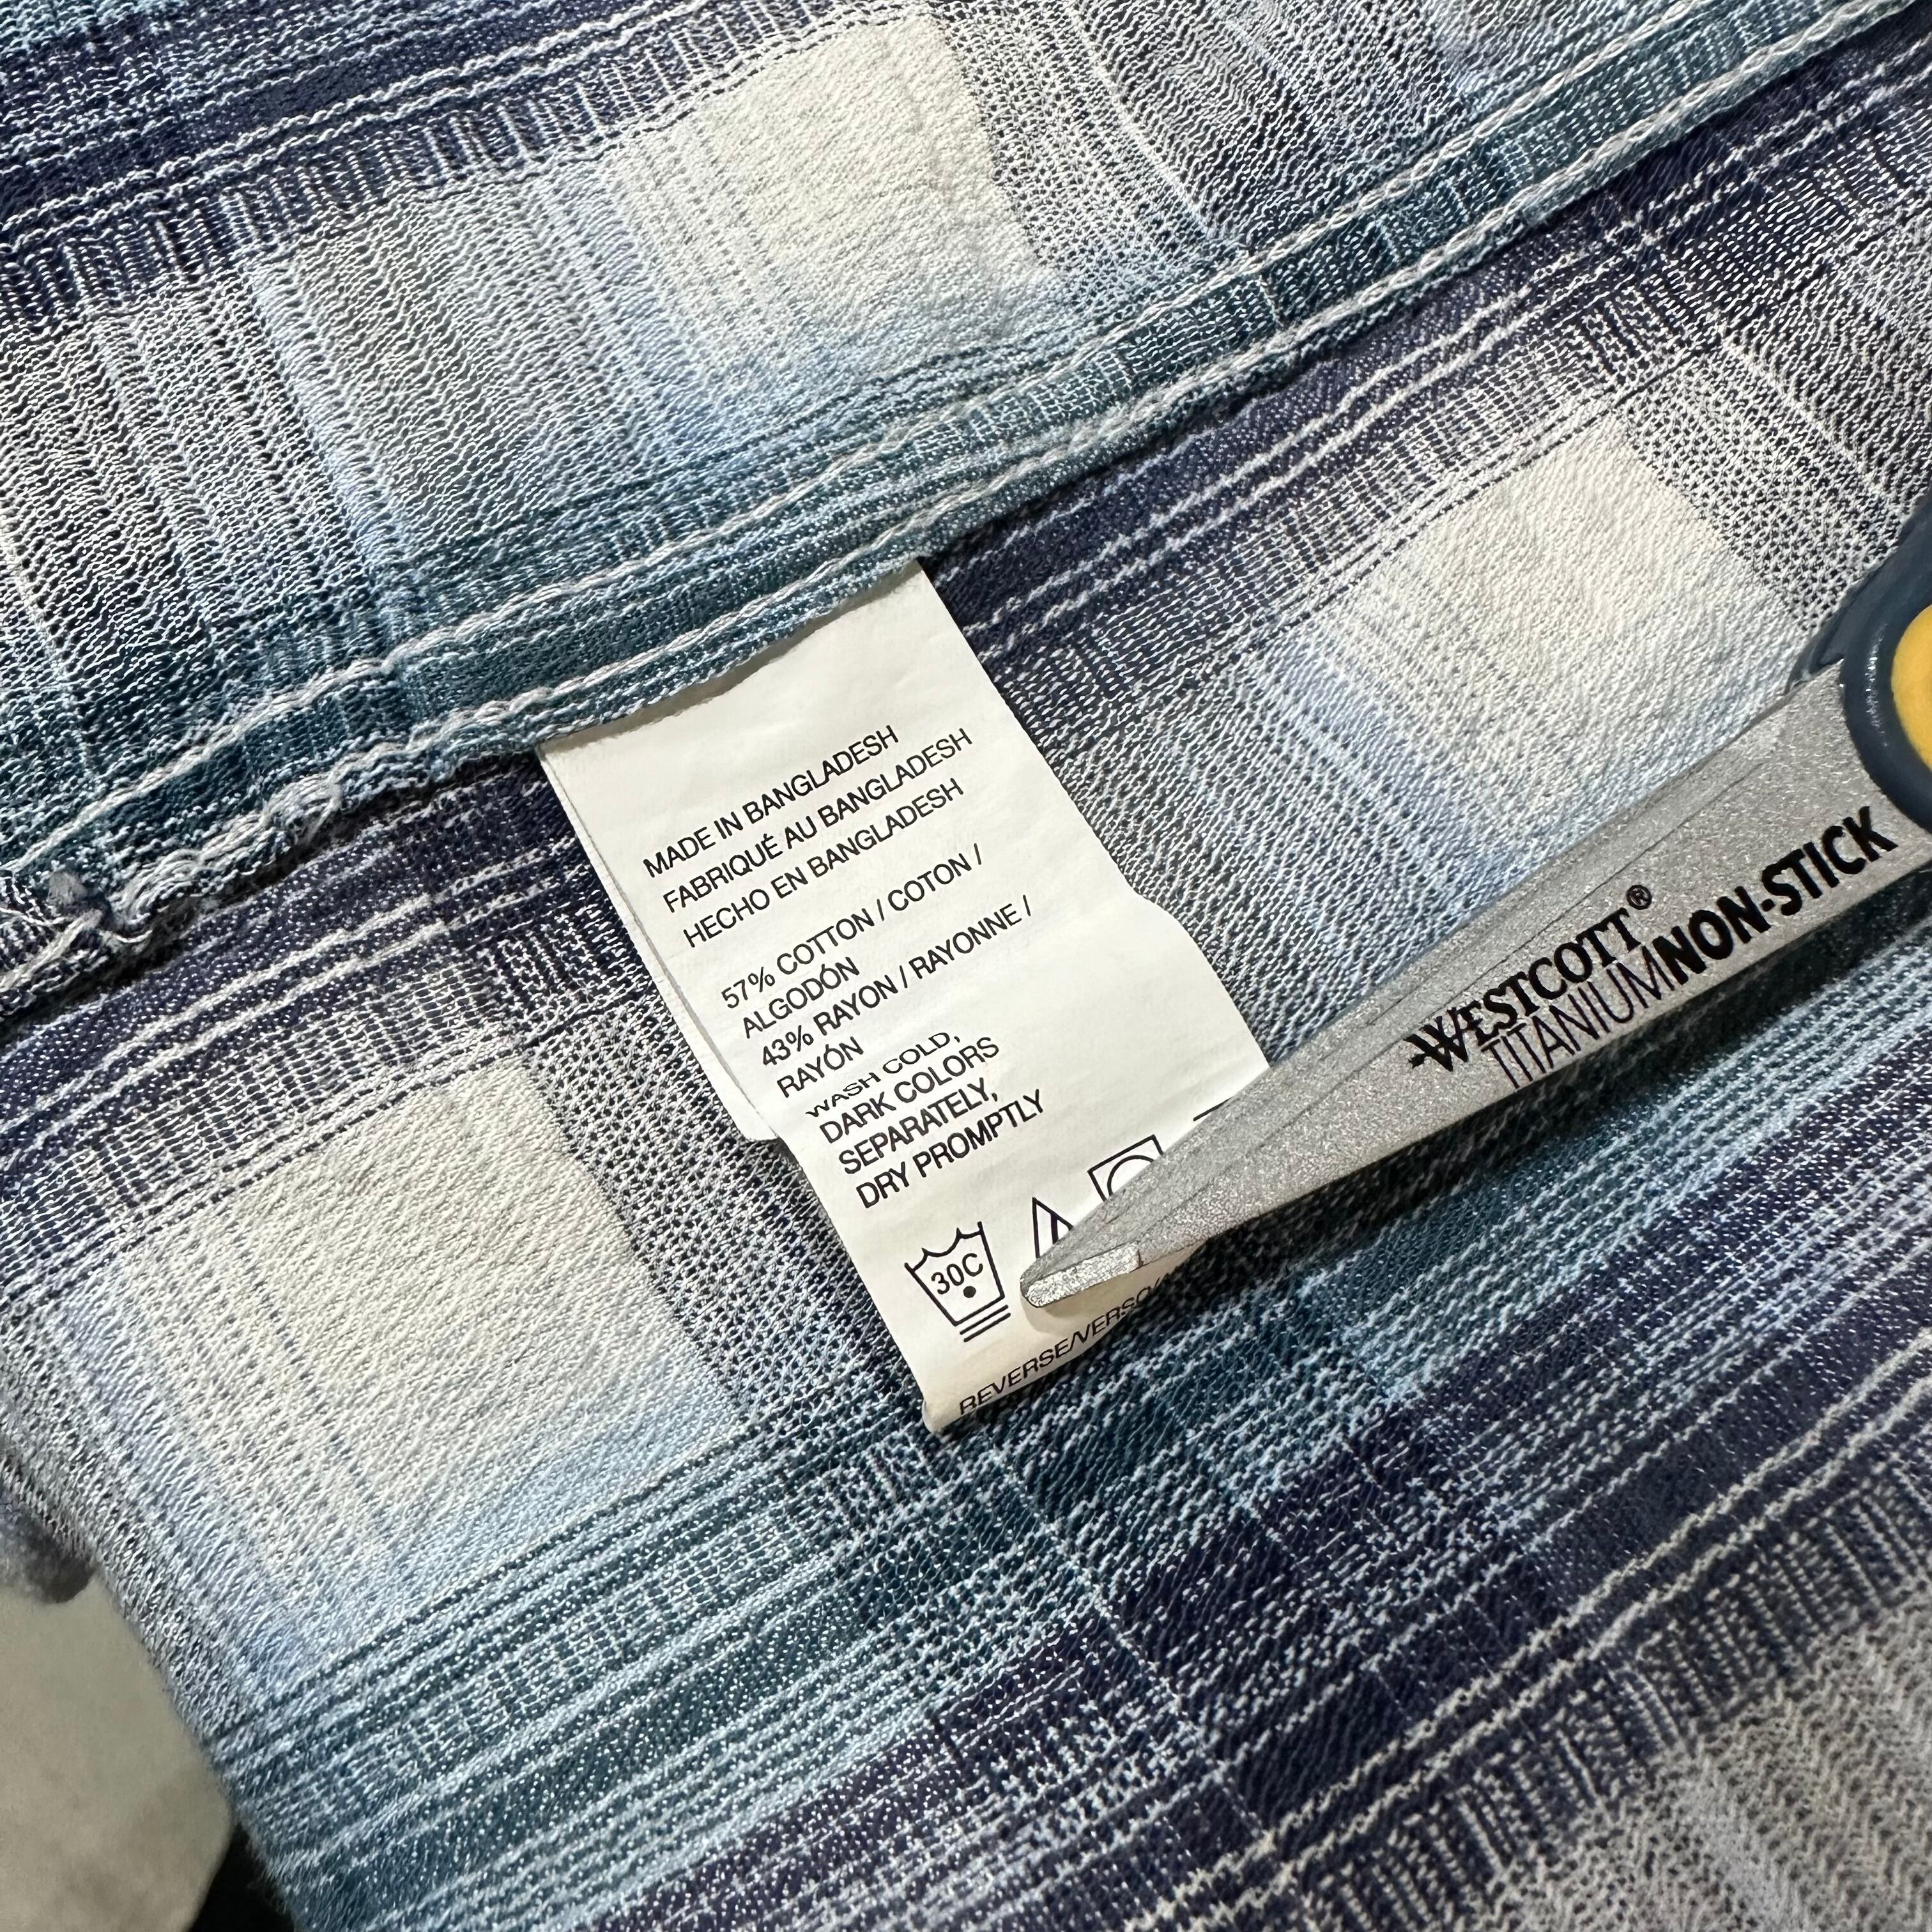 MADE IN BANGLADESH
FABRIQUÉ AU BANGLADESH
HECHO EN BANGLADESH
57% COTTON / COTON /
ALGODÓN
43% RAYON / RAYONNE /
RAYÓN
WASH COLD,
DARK COLORS
SEPARATELY,
DRY PROMPTLY
30C
REVERSE/VERSO/
WESTCOTT®
TITANIUM NON-STICK